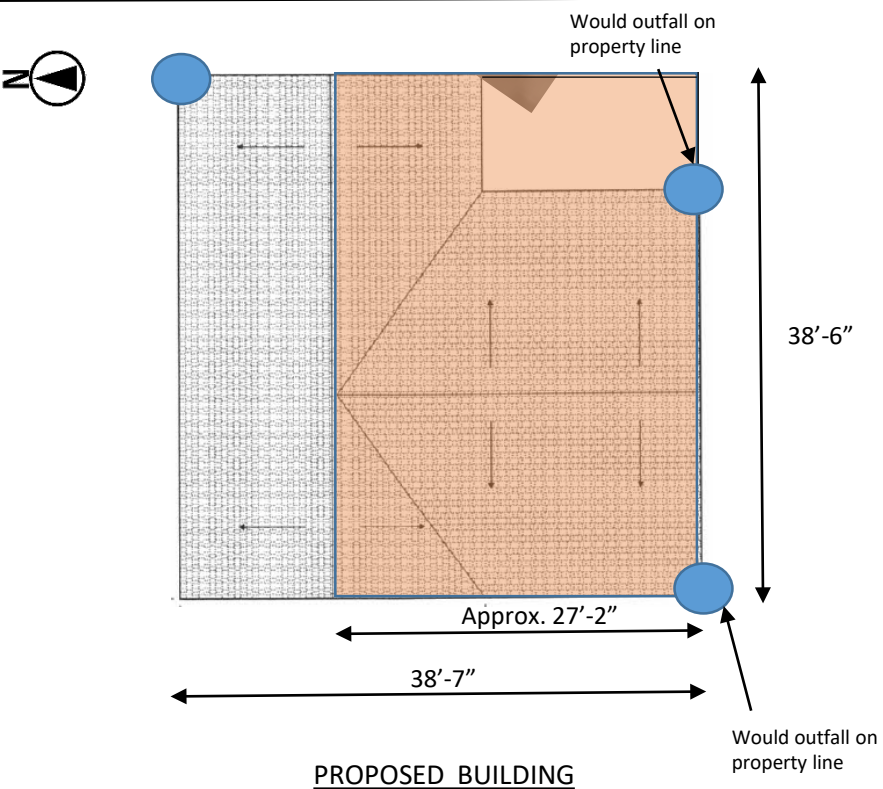 Would outfall on
property line
N
38’-6”
Approx. 27’-2”
38’-7”
Would outfall on
property line
PROPOSED BUILDING